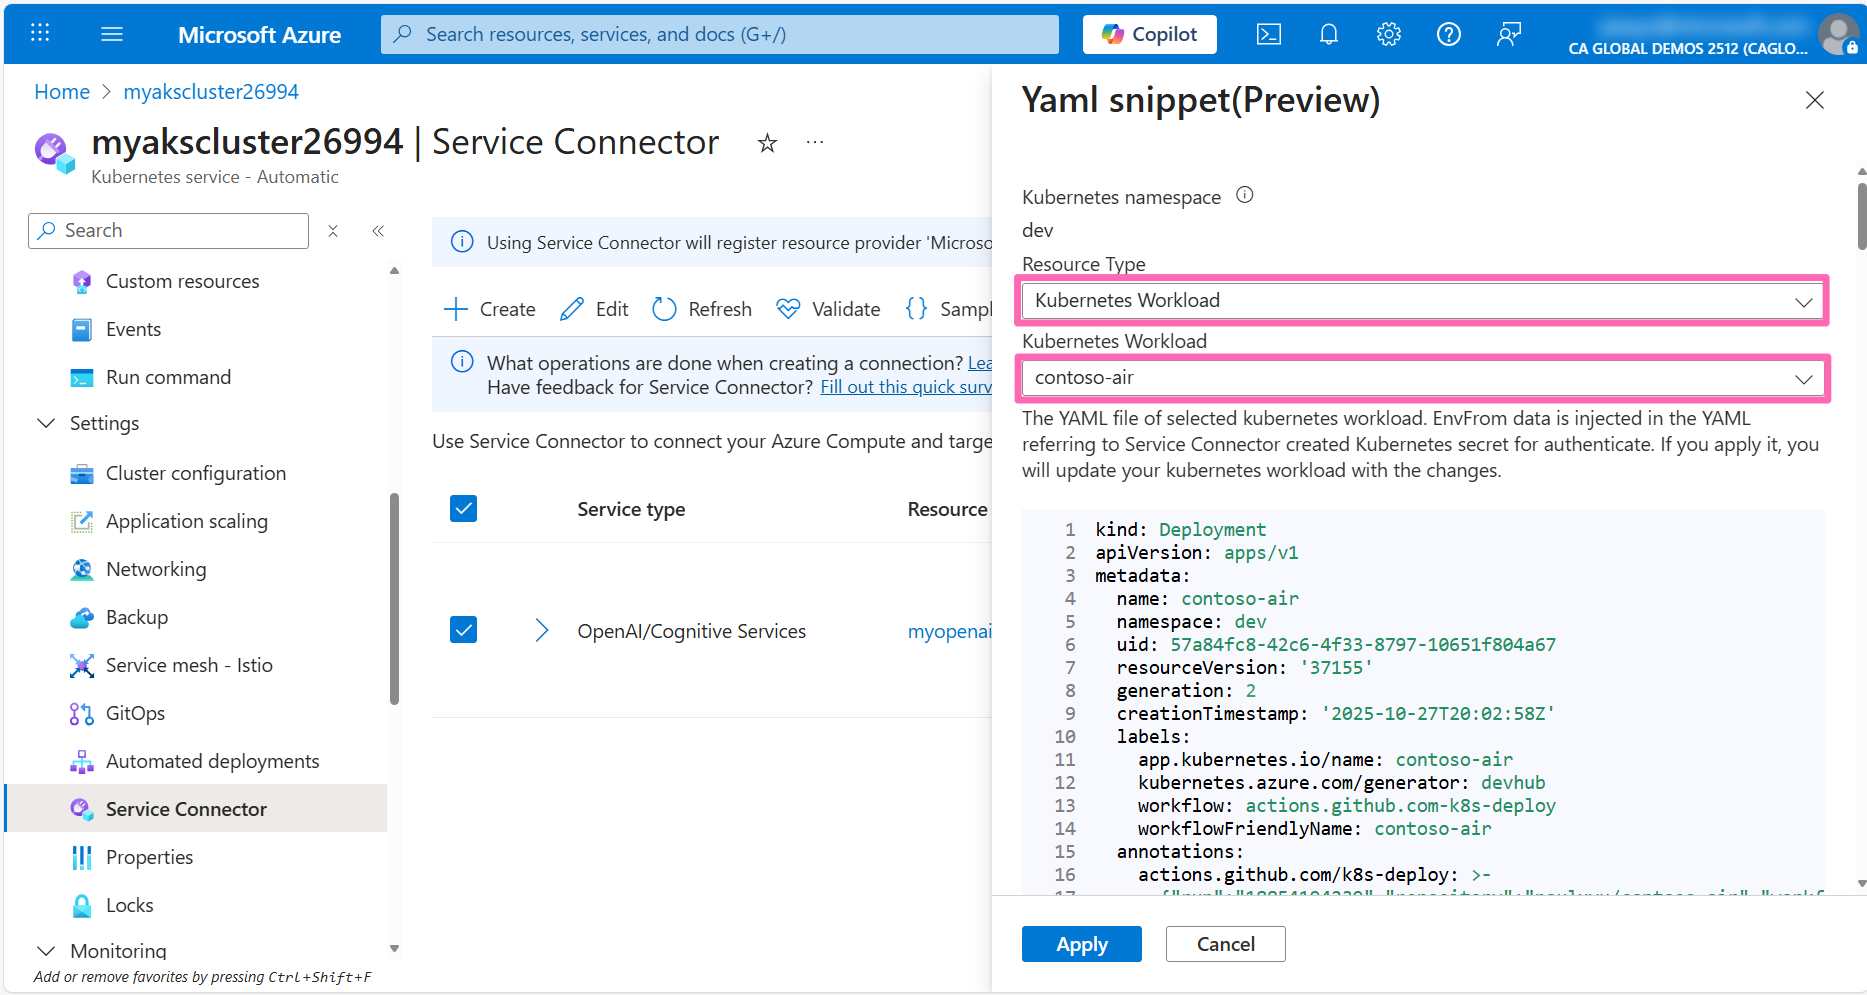 Microsoft Azure
Search resources, services, and docs (G+/)
Copilot
CA GLOBAL DEMOS 2512 (CAGLO...
Home > myakscluster26994
myakscluster26994 | Service Connector
Kubernetes service - Automatic
Search
Custom resources
Events
Run command
Settings
Cluster configuration
Application scaling
Networking
Backup
Service mesh - Istio
GitOps
Automated deployments
Service Connector
Properties
Locks
Monitoring
Add or remove favorites by pressing Ctrl+Shift+F
Using Service Connector will register resource provider 'Microso
Create
Edit
Refresh
Validate
Sampl
What operations are done when creating a connection? Lea
Have feedback for Service Connector? Fill out this quick surv
Use Service Connector to connect your Azure Compute and targe
Service type
Resource
OpenAI/Cognitive Services
myopenai
Yaml snippet(Preview)
Kubernetes namespace
dev
Resource Type
Kubernetes Workload
Kubernetes Workload
contoso-air
The YAML file of selected kubernetes workload. EnvFrom data is injected in the YAML
referring to Service Connector created Kubernetes secret for authenticate. If you apply it, you
will update your kubernetes workload with the changes.
1 kind: Deployment
2 apiVersion: apps/v1
3 metadata:
4 name: contoso-air
5 namespace: dev
6 uid: 57a84fc8-42c6-4f33-8797-10651f804a67
7 resourceVersion: '37155'
8 generation: 2
9 creationTimestamp: '2025-10-27T20:02:58Z'
10 labels:
11 app.kubernetes.io/name: contoso-air
12 kubernetes.azure.com/generator: devhub
13 workflow: actions.github.com-k8s-deploy
14 workflowFriendlyName: contoso-air
15 annotations:
16 actions.github.com/k8s-deploy: >-
17
Apply
Cancel